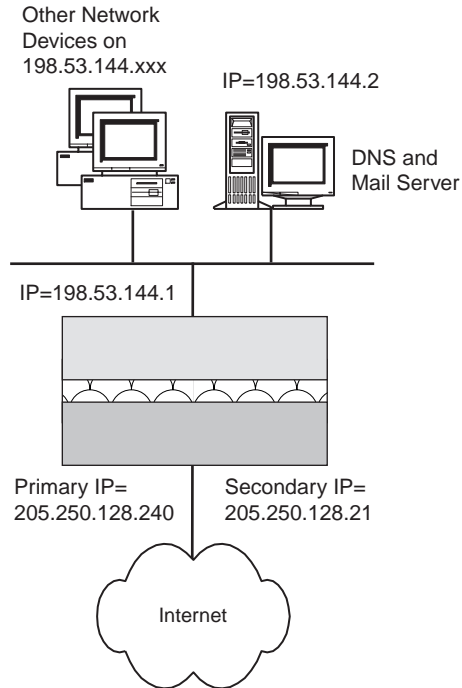 Other Network
Devices on
198.53.144.xxx
IP=198.53.144.2
DNS and
Mail Server
IP=198.53.144.1
Primary IP=
205.250.128.240
Secondary IP=
205.250.128.21
Internet